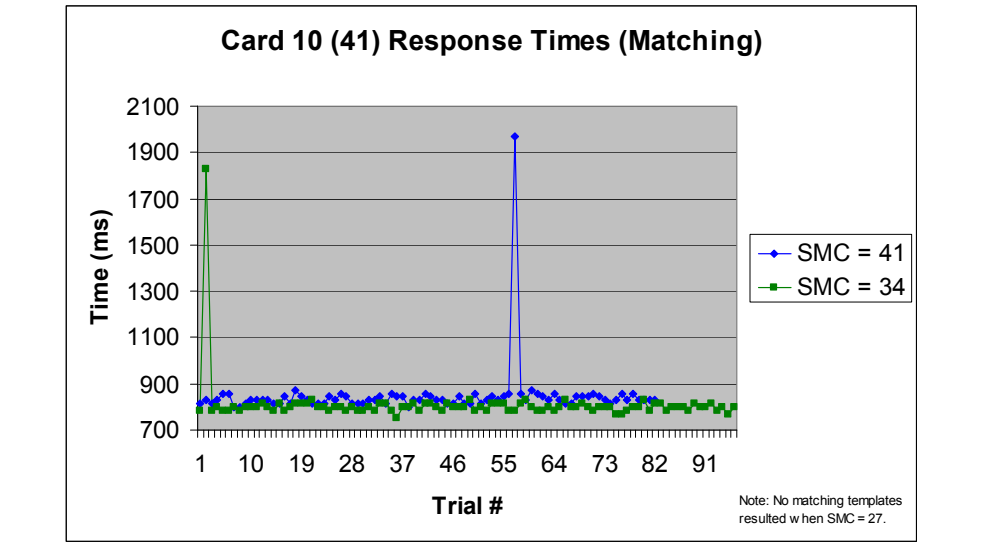 Card 10 (41) Response Times (Matching)
2100
1900
1700
1500
1300
1100
900
700
Time (ms)
1 10 19 28 37 46 55 64 73 82 91
Trial #
SMC = 41
SMC = 34
Note: No matching templates
resulted when SMC = 27.